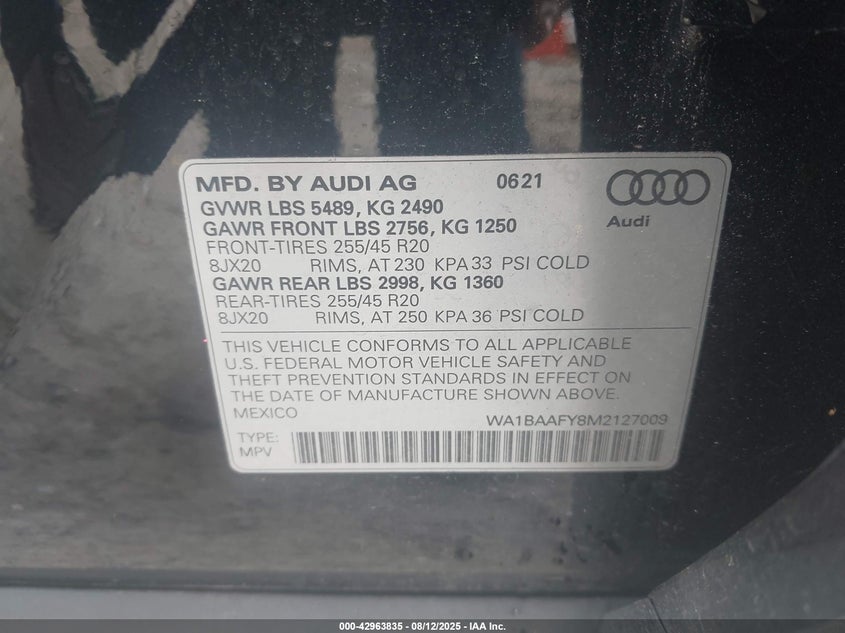 MFD. BY AUDI AG 0621
GVWR LBS 5489, KG 2490
GAWR FRONT LBS 2756, KG 1250
Audi
FRONT-TIRES 255/45 R20
8JX20 RIMS, AT 230 KPA 33 PSI COLD
GAWR REAR LBS 2998, KG 1360
REAR-TIRES 255/45 R20
8JX20 RIMS, AT 250 KPA 36 PSI COLD
THIS VEHICLE CONFORMS TO ALL APPLICABLE
U.S. FEDERAL MOTOR VEHICLE SAFETY AND
THEFT PREVENTION STANDARDS IN EFFECT ON
THE DATE OF MANUFACTURE SHOWN ABOVE.
MEXICO
WA1BAAFY8M2127009
TYPE:
MPV
000-42963835 - 08/12/2025 - IAA Inc.